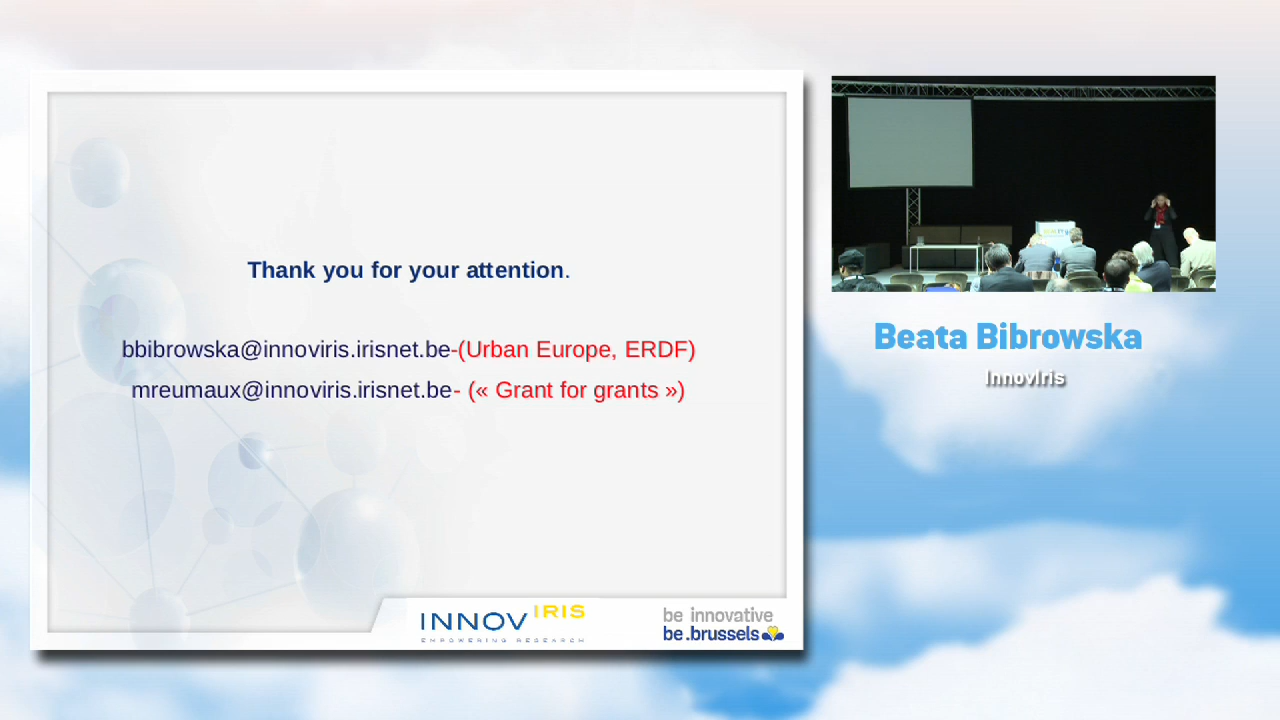 Thank you for your attention.
bbibrowska@innoviris.irisnet.be-(Urban Europe, ERDF)
mreumaux@innoviris.irisnet.be- (« Grant for grants »)
INNOVIRIS
EMPOWERING RESEARCH
be innovative
be.brussels
Beata Bibrowska
InnovIris